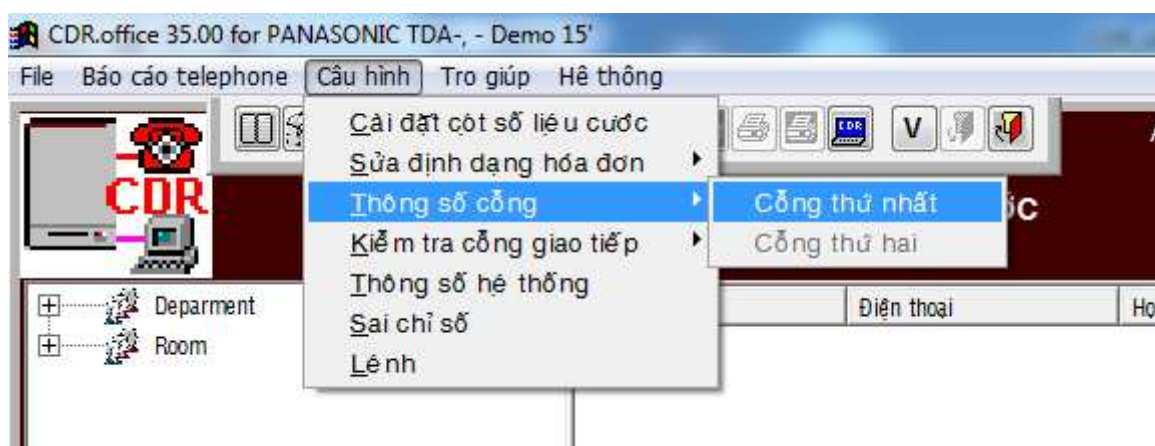 CDR.office 35.00 for PANASONIC TDA-, - Demo 15'
File Báo cáo telephone Câu hình Tro giúp Hê thông
Cài đặt cột số liệu cước
Sửa định dạng hóa đơn
Thông số cổng
Cổng thứ nhất
Kiểm tra cổng giao tiếp
Cổng thứ hai
Thông số hệ thống
Sai chỉ số
Lệnh
CDR
CDR
V
Deparment
Room
Điện thoại